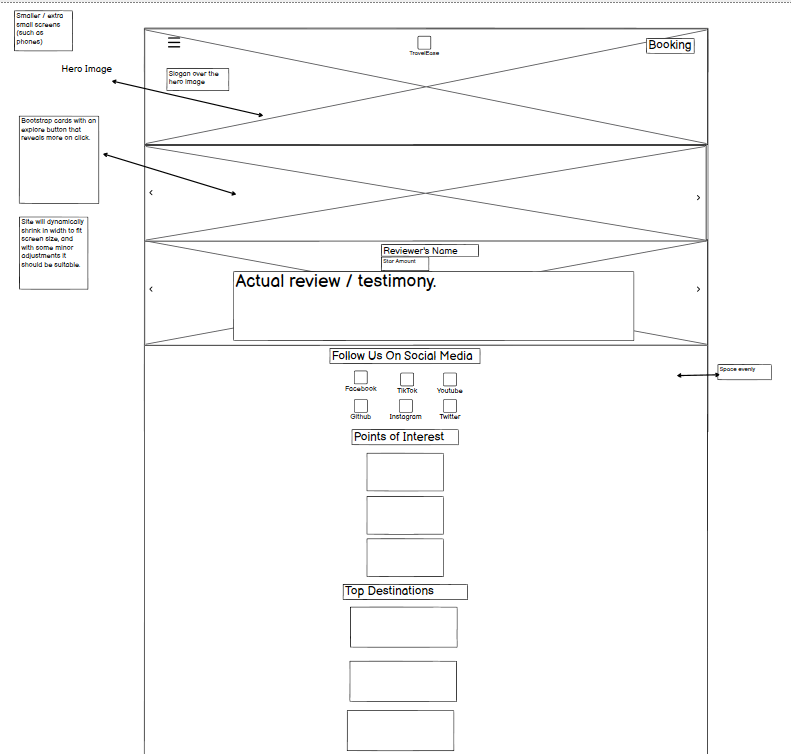 Smaller / extra
small screens
(such as
phones)
TravelEase
Booking
Hero Image
Slogan over the
hero image
Bootstrap cards with an
explore button that
reveals more on click.
Site will dynamically
shrink in width to fit
screen size, and
with some minor
adjustments it
should be suitable.
Reviewer's Name
Star Amount
Actual review / testimony.
Follow Us On Social Media
Space evenly
Facebook
TikTok
Youtube
Github
Instagram
Twitter
Points of Interest
Top Destinations